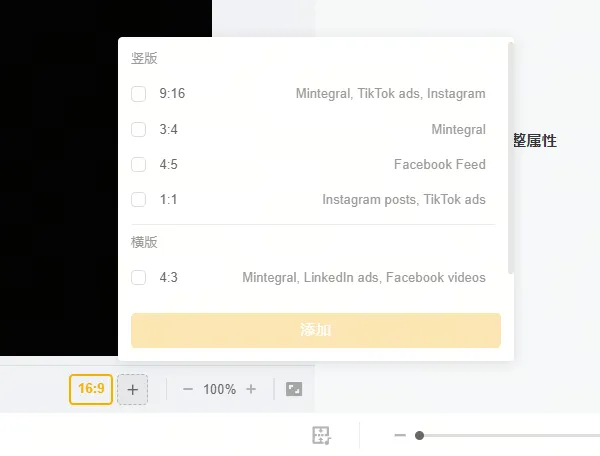 竖版
9:16 Mintegral, TikTok ads, Instagram
3:4 Mintegral
4:5 Facebook Feed
1:1 Instagram posts, TikTok ads
整属性
横版
4:3 Mintegral, LinkedIn ads, Facebook videos
添加
16:9 + − 100% +